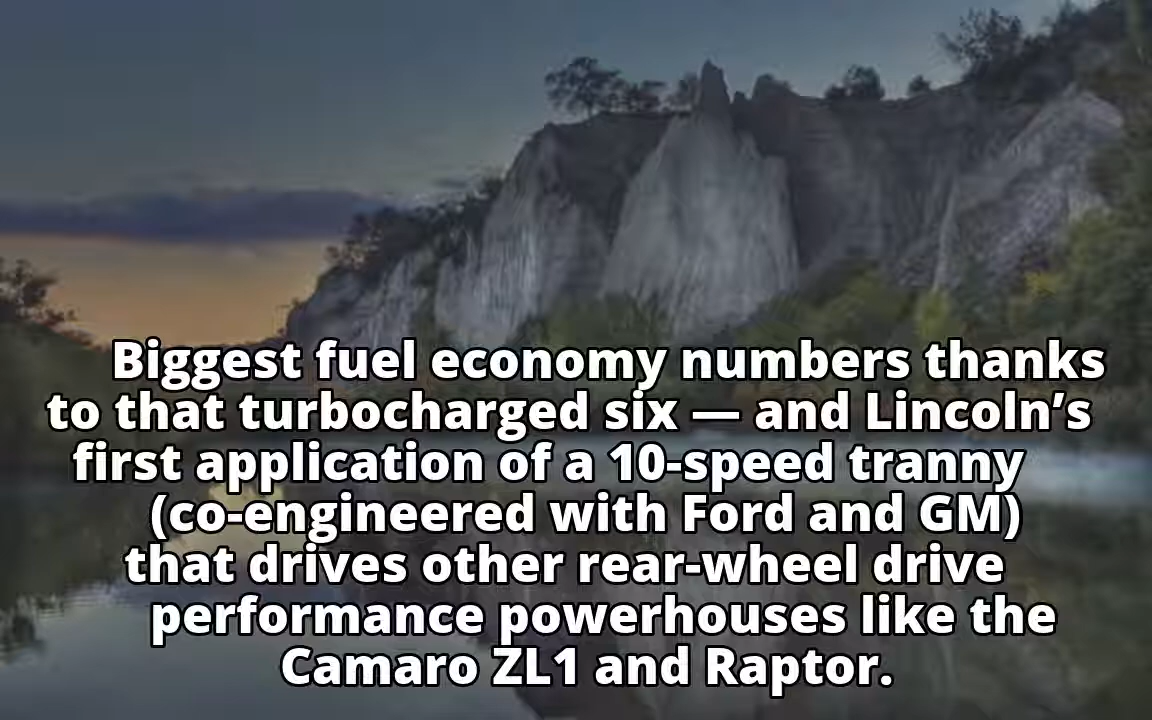 Biggest fuel economy numbers thanks
to that turbocharged six — and Lincoln’s
first application of a 10-speed tranny
(co-engineered with Ford and GM)
that drives other rear-wheel drive
performance powerhouses like the
Camaro ZL1 and Raptor.